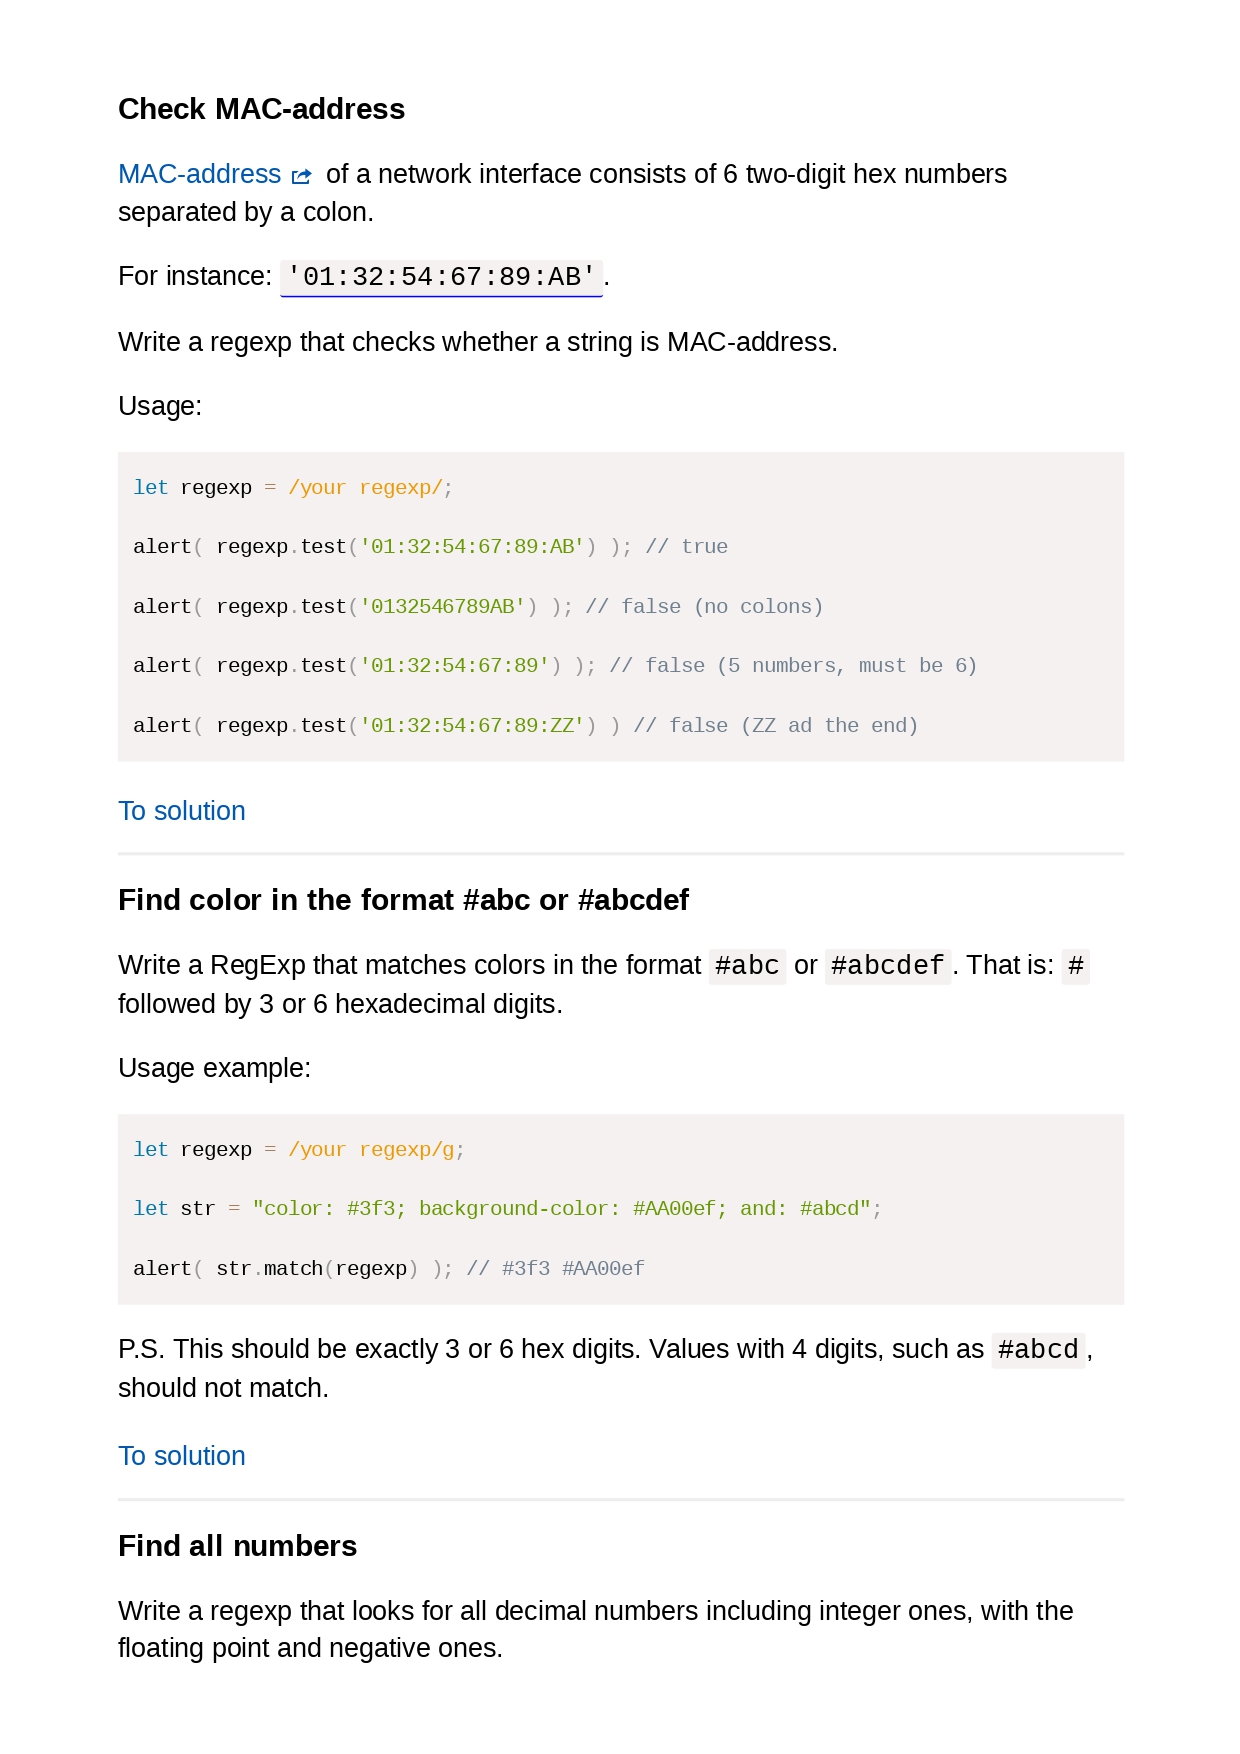 Check MAC-address
MAC-address of a network interface consists of 6 two-digit hex numbers
separated by a colon.
For instance: '01:32:54:67:89:AB'.
Write a regexp that checks whether a string is MAC-address.
Usage:
let regexp = /your regexp/;
alert( regexp.test('01:32:54:67:89:AB') ); // true
alert( regexp.test('0132546789AB') ); // false (no colons)
alert( regexp.test('01:32:54:67:89') ); // false (5 numbers, must be 6)
alert( regexp.test('01:32:54:67:89:ZZ') ) // false (ZZ ad the end)
To solution
Find color in the format #abc or #abcdef
Write a RegExp that matches colors in the format #abc or #abcdef. That is: #
followed by 3 or 6 hexadecimal digits.
Usage example:
let regexp = /your regexp/g;
let str = "color: #3f3; background-color: #AA00ef; and: #abcd";
alert( str.match(regexp) ); // #3f3 #AA00ef
P.S. This should be exactly 3 or 6 hex digits. Values with 4 digits, such as #abcd,
should not match.
To solution
Find all numbers
Write a regexp that looks for all decimal numbers including integer ones, with the
floating point and negative ones.